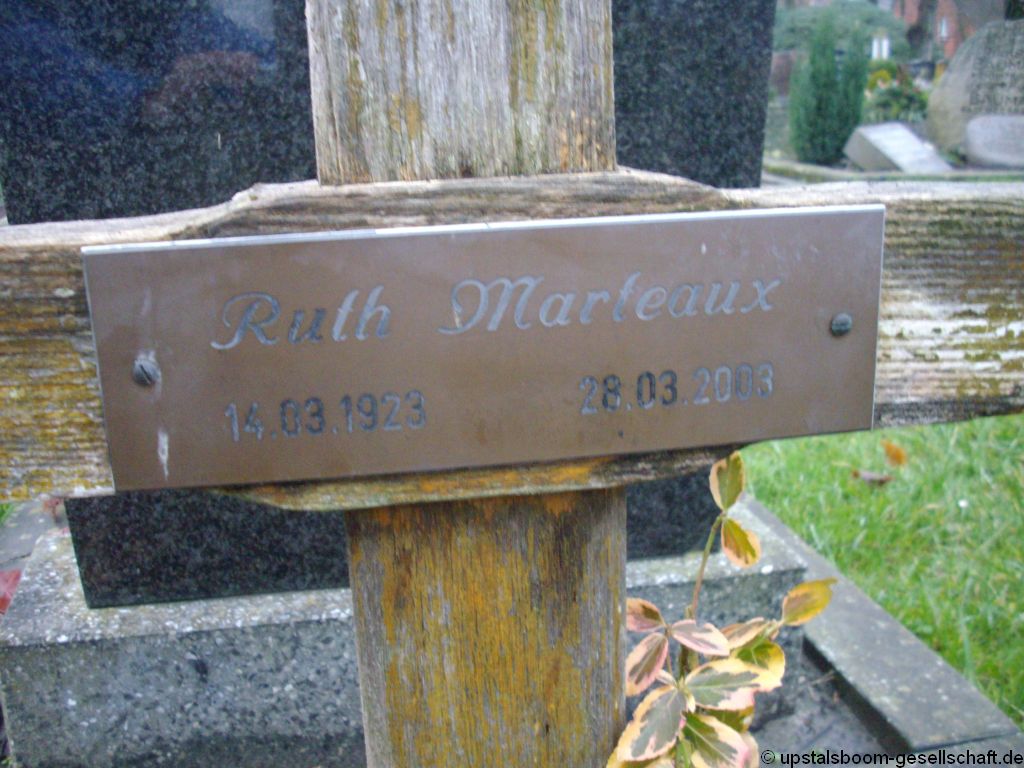 Ruth Marteaux
14.03.1923 28.03.2003
© upstalsboom-gesellschaft.de